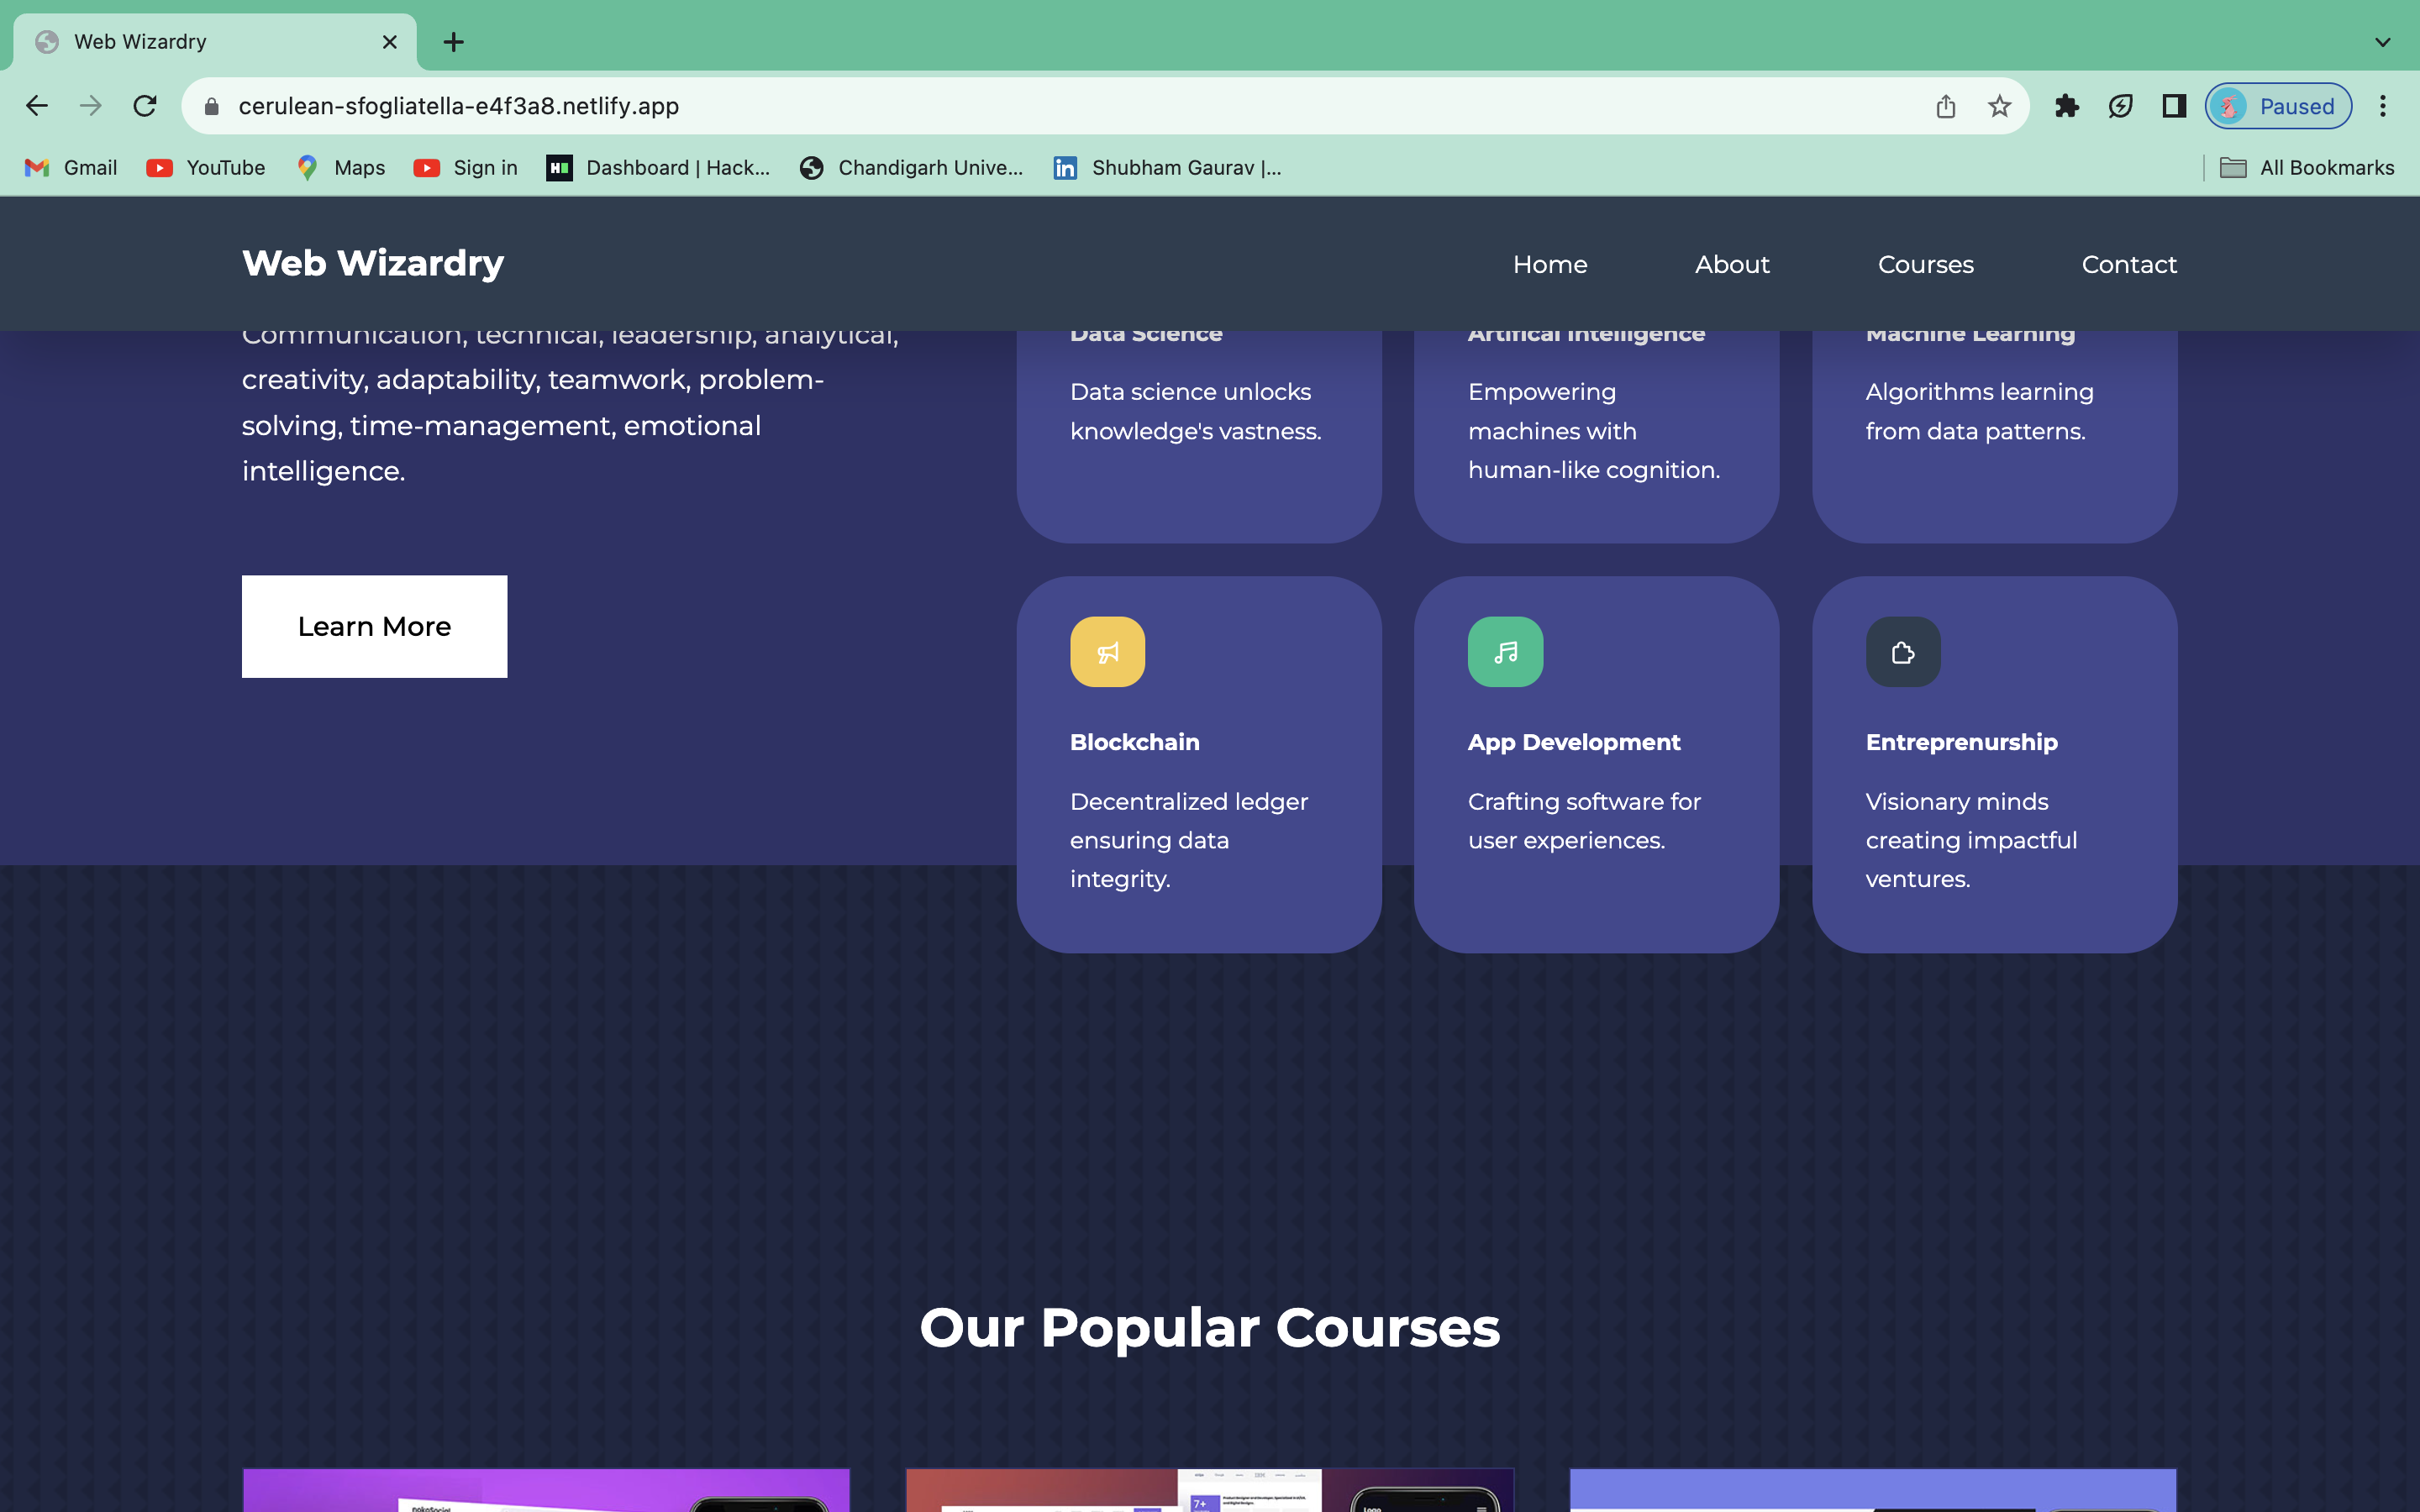 Web Wizardry
cerulean-sfogliatella-e4f3a8.netlify.app
Paused
Gmail
YouTube
Maps
Sign in
Dashboard | Hack...
Chandigarh Unive...
Shubham Gaurav |...
All Bookmarks
Web Wizardry
Home
About
Courses
Contact
Communication, technical, leadership, analytical,
creativity, adaptability, teamwork, problem-
solving, time-management, emotional
intelligence.
Learn More
Data Science
Data science unlocks
knowledge's vastness.
Artifical Intelligence
Empowering
machines with
human-like cognition.
Machine Learning
Algorithms learning
from data patterns.
Blockchain
Decentralized ledger
ensuring data
integrity.
App Development
Crafting software for
user experiences.
Entreprenurship
Visionary minds
creating impactful
ventures.
Our Popular Courses
7+